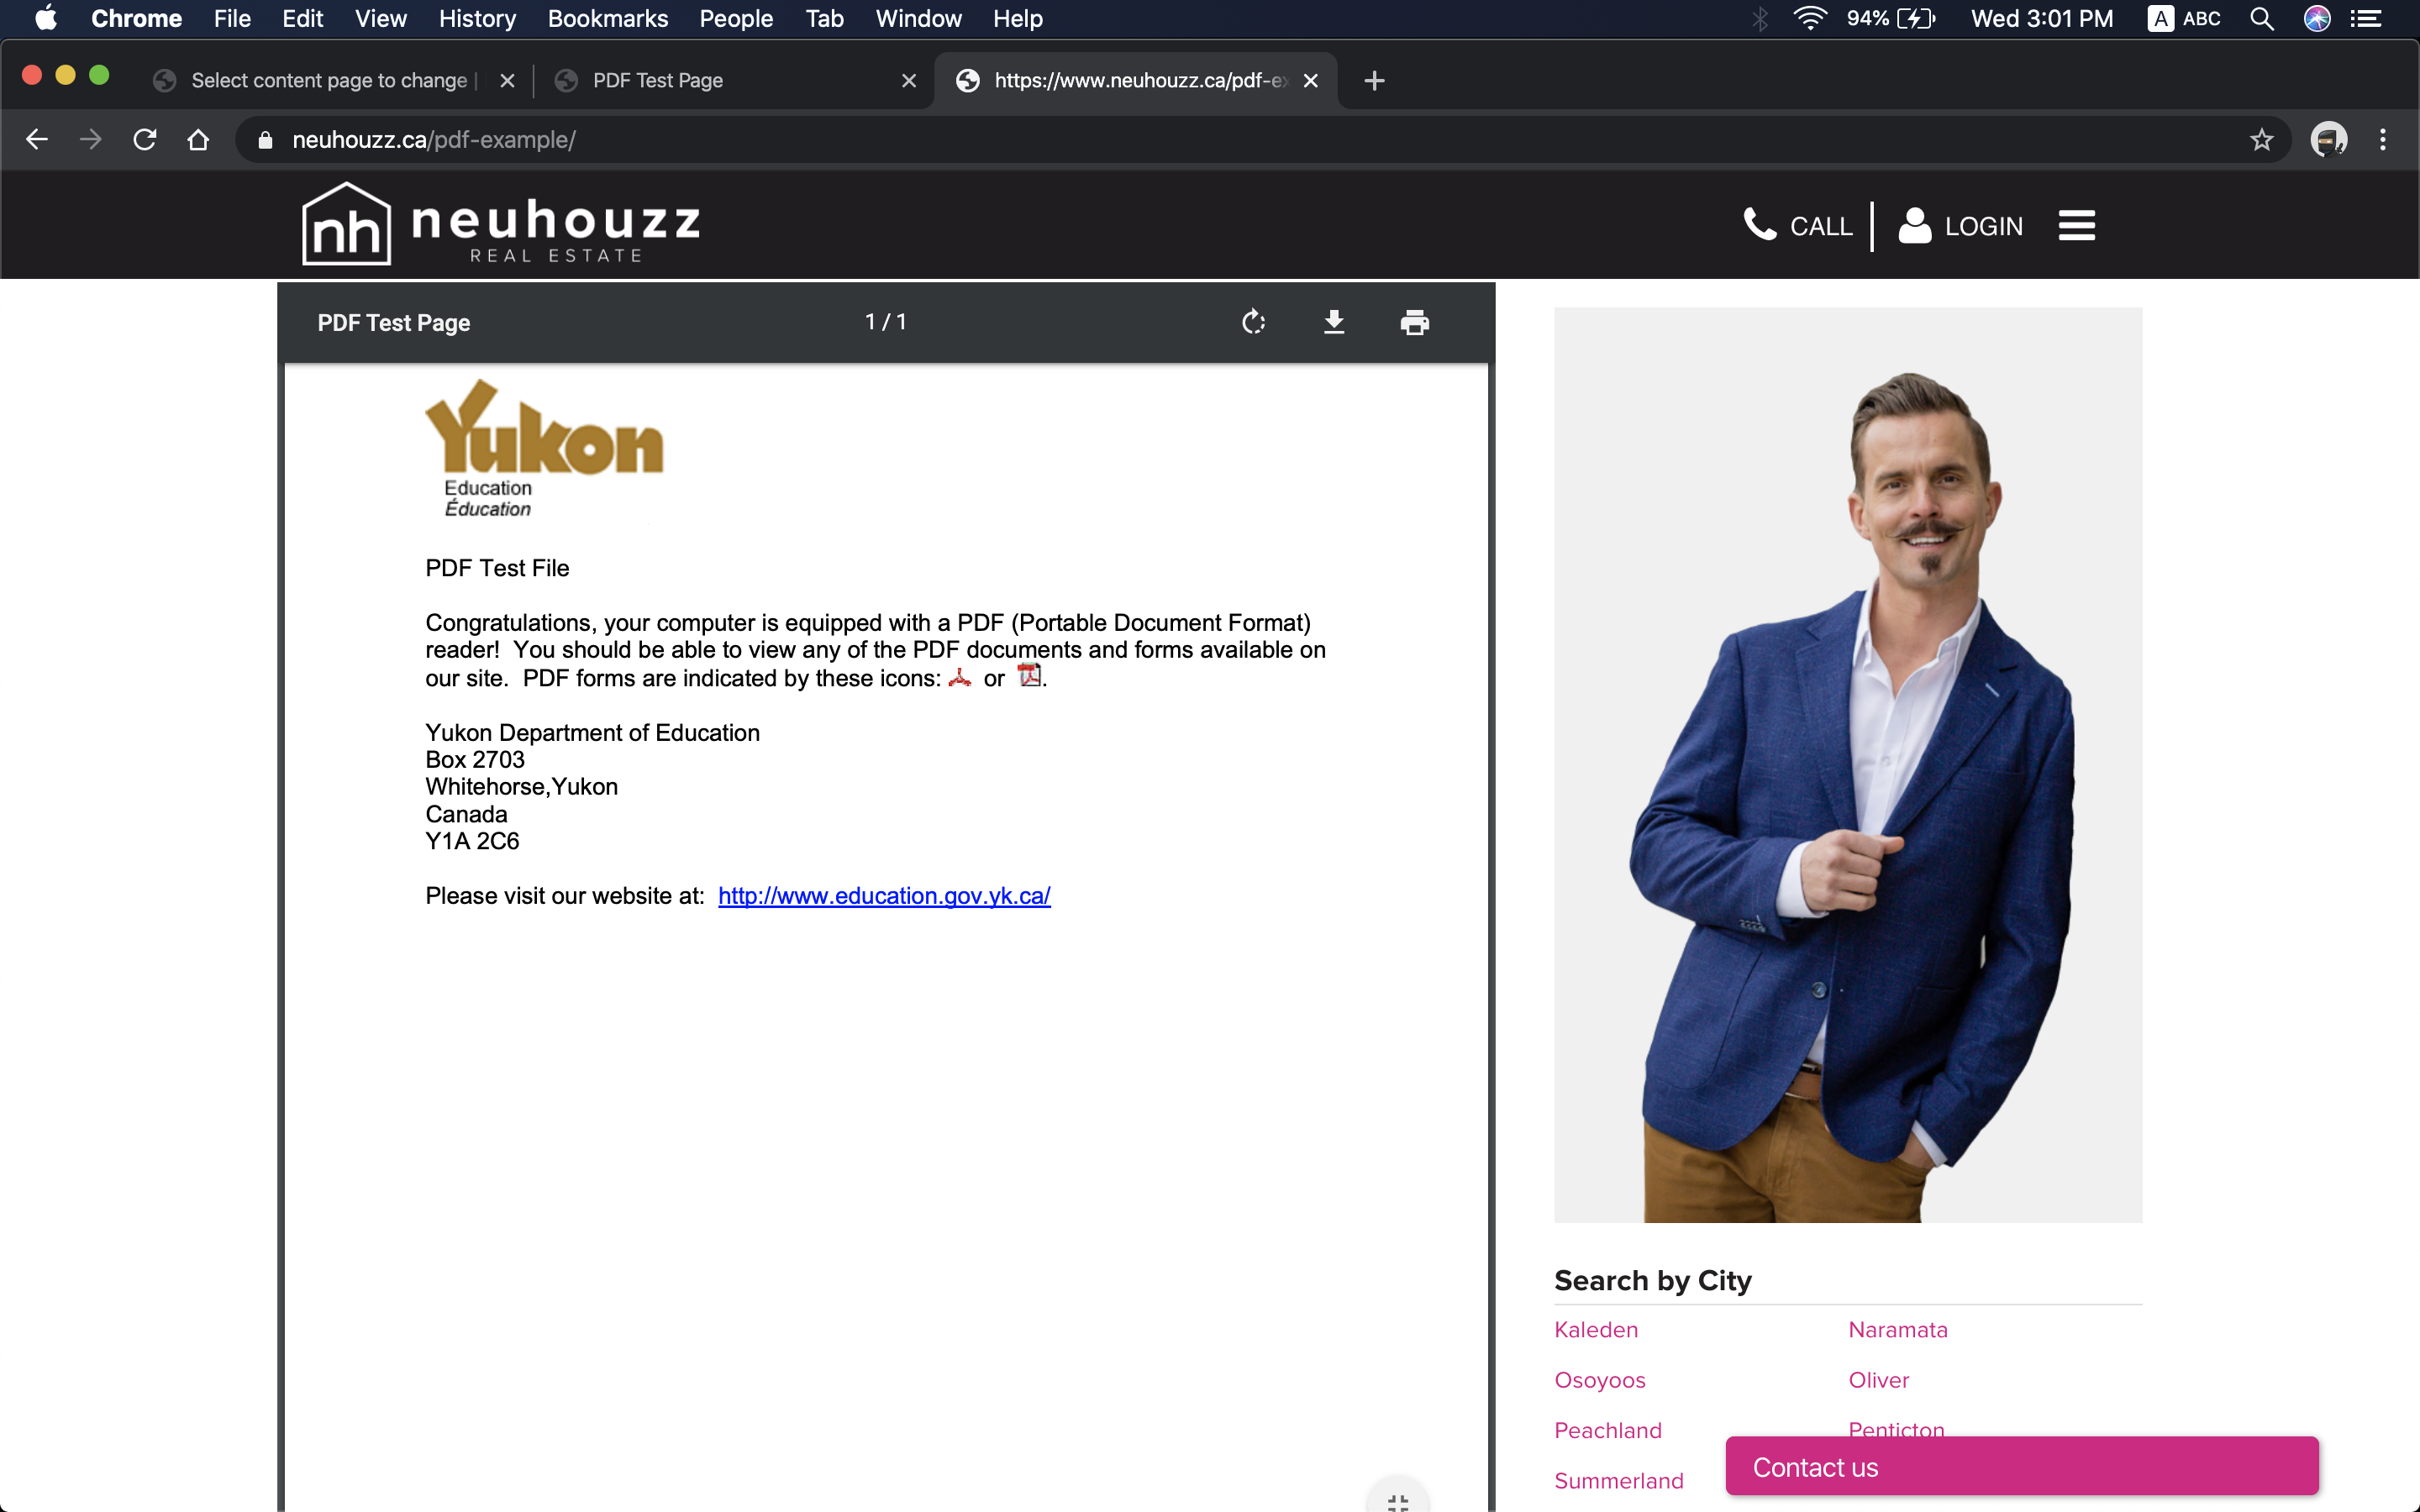 Chrome File Edit View History Bookmarks People Tab Window Help 94% Wed 3:01 PM A ABC
Select content page to change | PDF Test Page https://www.neuhouzz.ca/pdf-ex
neuhouzz.ca/pdf-example/
nh neuhouzz CALL LOGIN
REAL ESTATE
PDF Test Page 1 / 1
Yukon
Education
Éducation
PDF Test File
Congratulations, your computer is equipped with a PDF (Portable Document Format)
reader! You should be able to view any of the PDF documents and forms available on
our site. PDF forms are indicated by these icons: or .
Yukon Department of Education
Box 2703
Whitehorse,Yukon
Canada
Y1A 2C6
Please visit our website at: http://www.education.gov.yk.ca/
Search by City
Kaleden Naramata
Osoyoos Oliver
Peachland Penticton
Summerland
Contact us